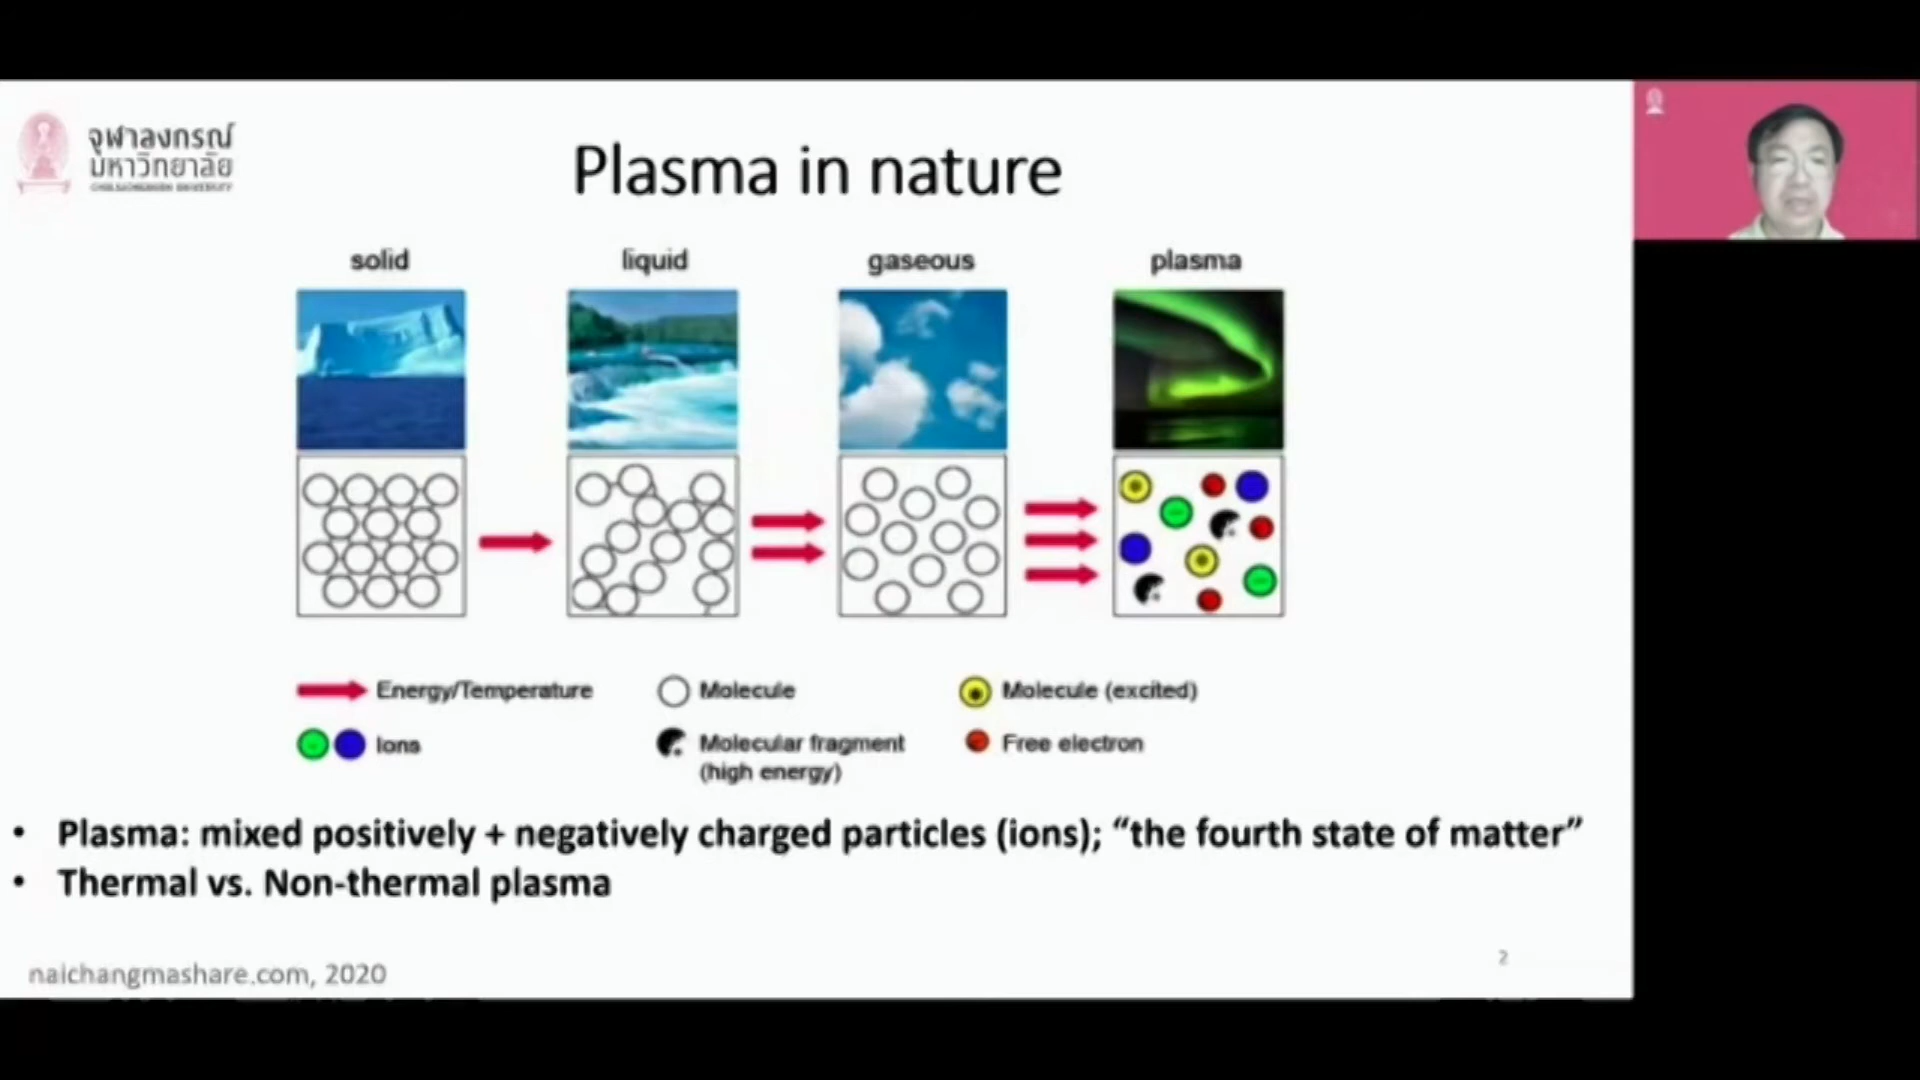 จุฬาลงกรณ์
มหาวิทยาลัย
CHULALONGKORN UNIVERSITY
Plasma in nature
solid
liquid
gaseous
plasma
Energy/Temperature
Molecule
Molecule (excited)
Ions
Molecular fragment
(high energy)
Free electron
• Plasma: mixed positively + negatively charged particles (ions); “the fourth state of matter”
• Thermal vs. Non-thermal plasma
naichangmashare.com, 2020
2